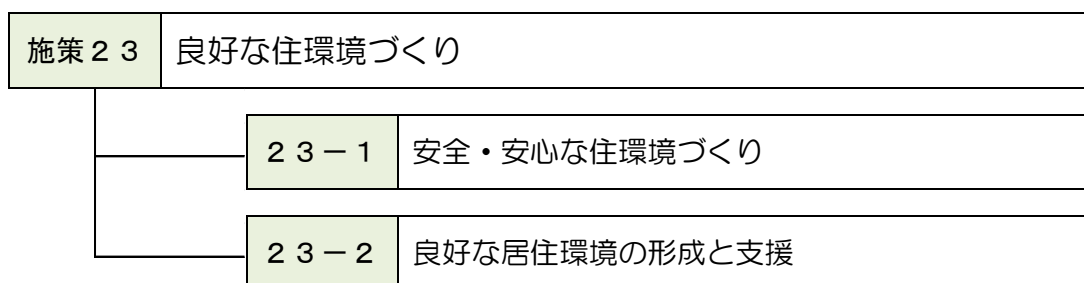 施策２３ 良好な住環境づくり
２３－１ 安全・安心な住環境づくり
２３－２ 良好な居住環境の形成と支援